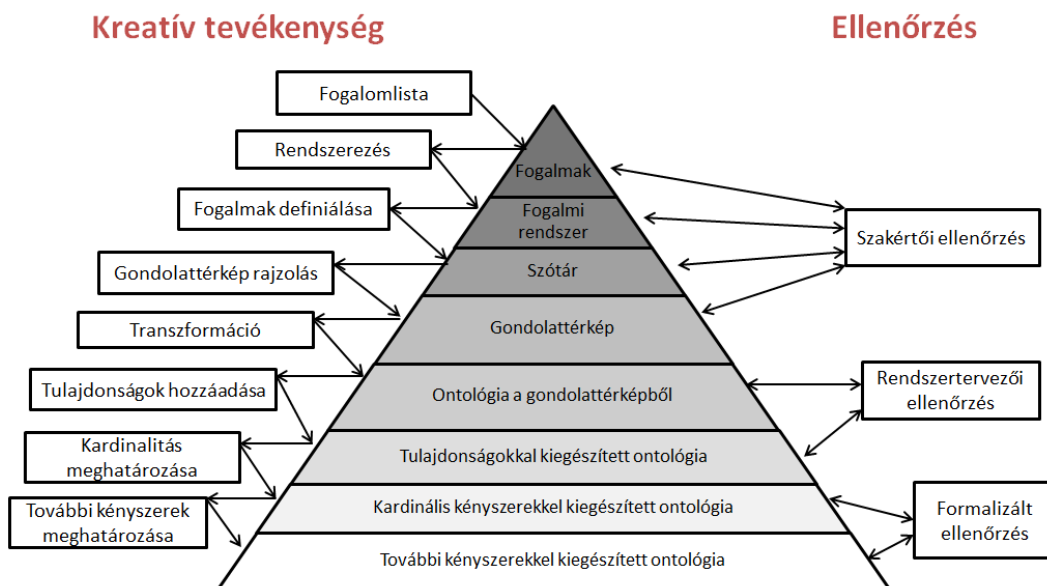 Kreatív tevékenység
Ellenőrzés
Fogalomlista
Rendszerezés
Fogalmak definiálása
Gondolattérkép rajzolás
Transzformáció
Tulajdonságok hozzáadása
Kardinalitás
meghatározása
További kényszerek
meghatározása
Fogalmak
Fogalmi
rendszer
Szótár
Gondolattérkép
Ontológia a gondolattérképből
Tulajdonságokkal kiegészített ontológia
Kardinális kényszerekkel kiegészített ontológia
További kényszerekkel kiegészített ontológia
Szakértői ellenőrzés
Rendszertervezői
ellenőrzés
Formalizált
ellenőrzés